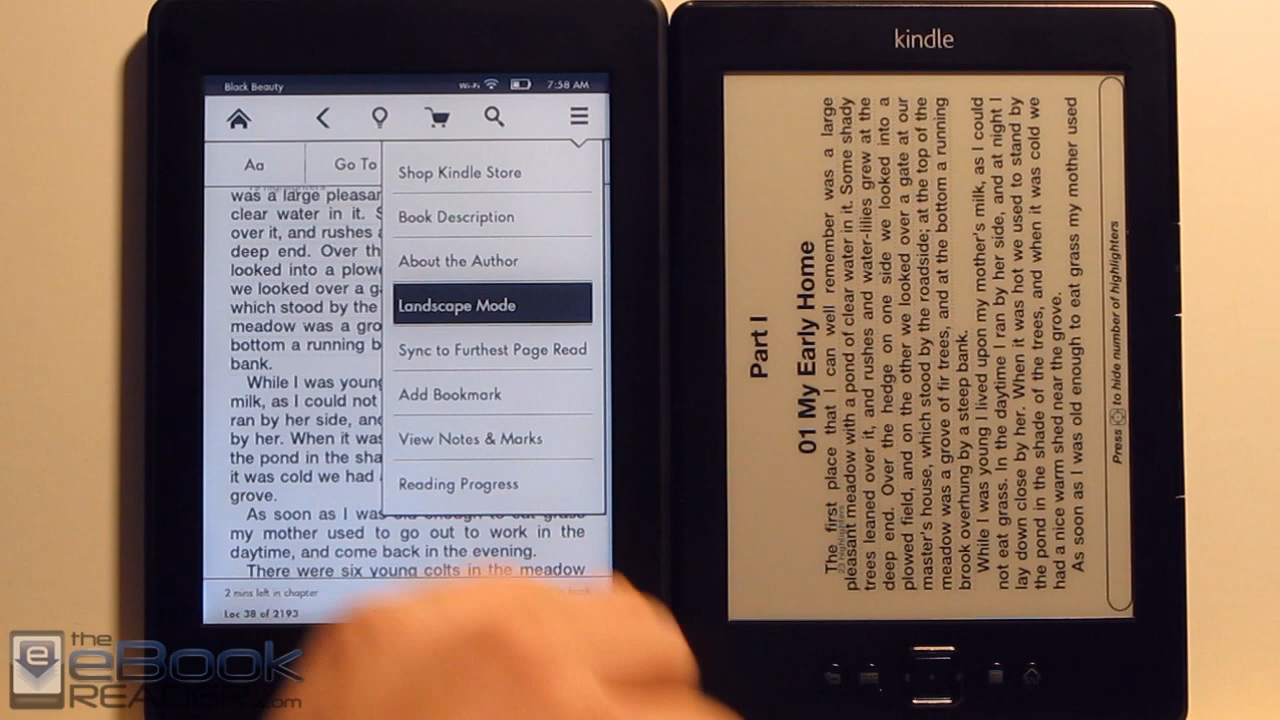 Black Beauty
Wi-Fi
7:58 AM
Aa
Go To
Shop Kindle Store
Book Description
About the Author
Landscape Mode
Sync to Furthest Page Read
Add Bookmark
View Notes & Marks
Reading Progress
was a large pleasan
clear water in it. S
over it, and rushes a
deep end. Over th
looked into a plowe
we looked over a ga
which stood by the
meadow was a gro
bottom a running b
bank.
While I was young
milk, as I could not
ran by her side, and
by her. When it was
the pond in the sha
it was cold we had a
grove.
As soon as I was old enough to eat grass
my mother used to go out to work in the
daytime, and come back in the evening.
There were six young colts in the meadow
2 mins left in chapter
Loc 38 of 2193
kindle
Part I
01 My Early Home
The first place that I can well remember was a large
23 highlighters
pleasant meadow with a pond of clear water in it. Some shady
trees leaned over it, and rushes and water-lilies grew at the
deep end. Over the hedge on one side we looked into a
plowed field, and on the other we looked over a gate at our
master's house, which stood by the roadside; at the top of the
meadow was a grove of fir trees, and at the bottom a running
brook overhung by a steep bank.
While I was young I lived upon my mother's milk, as I could
not eat grass. In the daytime I ran by her side, and at night I
lay down close by her. When it was hot we used to stand by
the pond in the shade of the trees, and when it was cold we
had a nice warm shed near the grove.
As soon as I was old enough to eat grass my mother used
Press to hide number of highlighters
the
eBook
READER.com